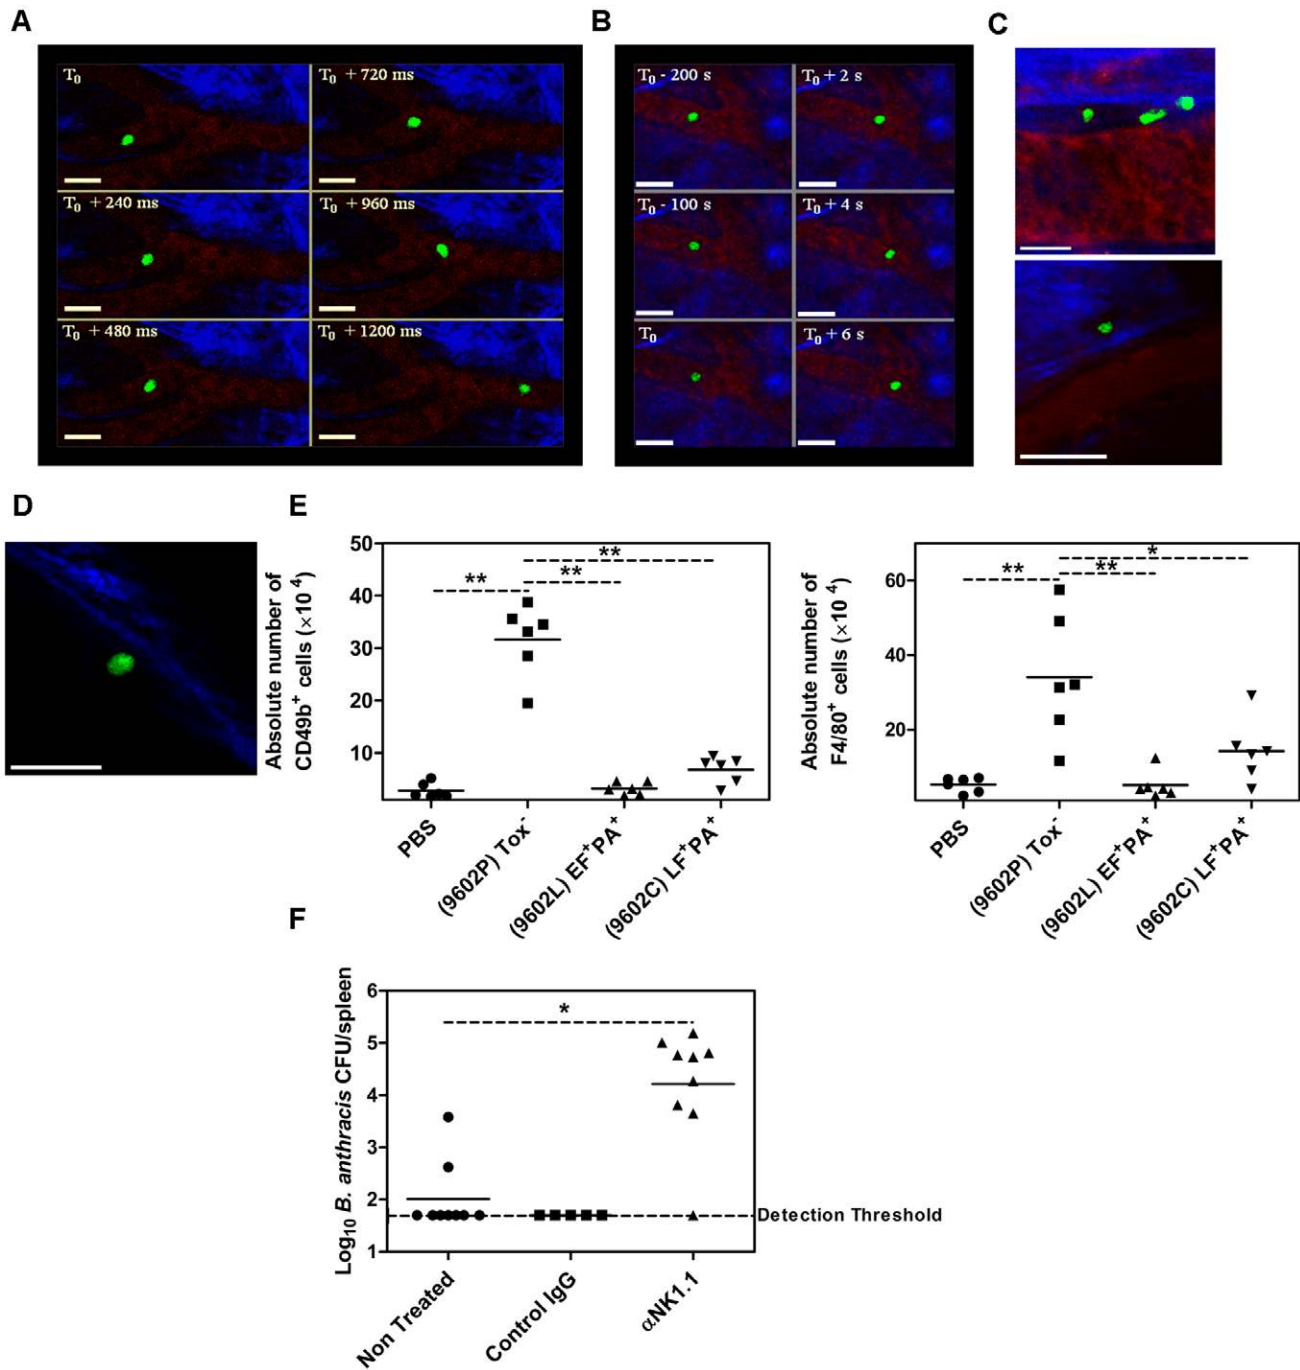 A
B
C
T0
T0 + 720 ms
T0 + 240 ms
T0 + 960 ms
T0 + 480 ms
T0 + 1200 ms
T0 - 200 s
T0 + 2 s
T0 - 100 s
T0 + 4 s
T0
T0 + 6 s
D
E
Absolute number of
CD49b+ cells (×10 4)
50
40
30
20
10
**
**
**
PBS
(9602P) Tox-
(9602L) EF+PA+
(9602C) LF+PA+
Absolute number of
F4/80+ cells (×10 4)
60
40
20
**
**
*
PBS
(9602P) Tox-
(9602L) EF+PA+
(9602C) LF+PA+
F
Log10 B. anthracis CFU/spleen
6
5
4
3
2
1
*
Detection Threshold
Non Treated
Control IgG
αNK1.1